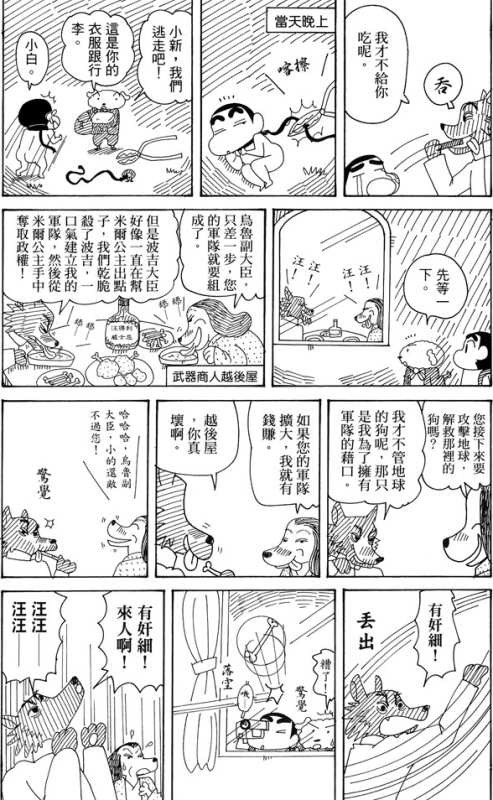 我才不給你
吃呢。
吞
當天晚上
喀擦
小新，我們
逃走吧！
這是你的
衣服跟行
李。
小白。
先等一
下。
汪
！
汪
！
汪
！
汪
！
烏魯副大臣，
只差一步，您
的軍隊就要組
成了。
武器商人越後屋
但是波吉大臣
好像一直在幫
米爾公主出點
子，我們乾脆
殺了波吉，一
口氣建立我的
軍隊，然後從
米爾公主手中
奪取政權！
您接下來要
攻擊地球，
解救那裡的
狗嗎？
我才不管地球
的狗呢，那只
是我為了擁有
軍隊的藉口。
如果您的軍隊
擴大，我就有
錢賺。
越後屋
，你真
壞啊。
哈哈哈，烏魯副
大臣，小的還敵
不過您！
驚覺
有奸細！
丟出
糟了！
驚覺
哦
落空
有奸細！
來人啊！
汪汪
汪汪